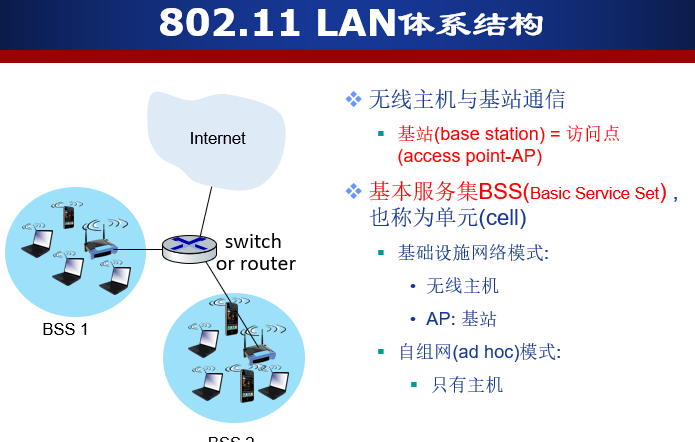 802.11 LAN体系结构
Internet
switch
or router
BSS 1
BSS 2
无线主机与基站通信
基站(base station) = 访问点
(access point-AP)
基本服务集BSS(Basic Service Set) ,
也称为单元(cell)
基础设施网络模式:
无线主机
AP: 基站
自组网(ad hoc)模式:
只有主机